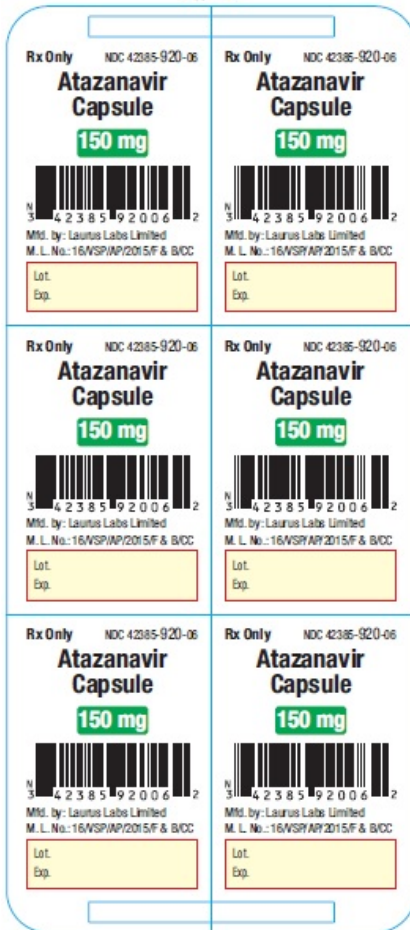 Rx Only NDC 42385-920-06
Atazanavir
Capsule
150 mg
N
3 42385 92006 2
Mfd. by: Laurus Labs Limited
M. L. No.: 16/VSP/AP/2015/F & B/CC
Lot.
Exp.
Rx Only NDC 42385-920-06
Atazanavir
Capsule
150 mg
N
3 42385 92006 2
Mfd. by: Laurus Labs Limited
M. L. No.: 16/VSP/AP/2015/F & B/CC
Lot.
Exp.
Rx Only NDC 42385-920-06
Atazanavir
Capsule
150 mg
N
3 42385 92006 2
Mfd. by: Laurus Labs Limited
M. L. No.: 16/VSP/AP/2015/F & B/CC
Lot.
Exp.
Rx Only NDC 42385-920-06
Atazanavir
Capsule
150 mg
N
3 42385 92006 2
Mfd. by: Laurus Labs Limited
M. L. No.: 16/VSP/AP/2015/F & B/CC
Lot.
Exp.
Rx Only NDC 42385-920-06
Atazanavir
Capsule
150 mg
N
3 42385 92006 2
Mfd. by: Laurus Labs Limited
M. L. No.: 16/VSP/AP/2015/F & B/CC
Lot.
Exp.
Rx Only NDC 42385-920-06
Atazanavir
Capsule
150 mg
N
3 42385 92006 2
Mfd. by: Laurus Labs Limited
M. L. No.: 16/VSP/AP/2015/F & B/CC
Lot.
Exp.